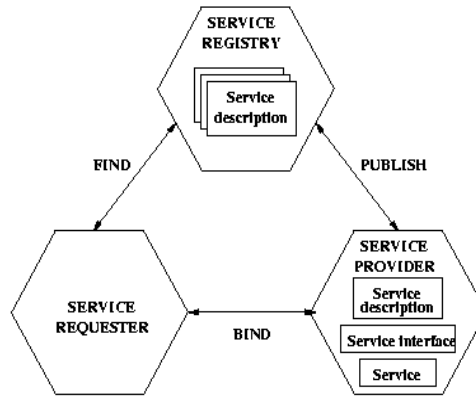 SERVICE
REGISTRY
Service
description
FIND
PUBLISH
SERVICE
REQUESTER
BIND
SERVICE
PROVIDER
Service
description
Service interface
Service